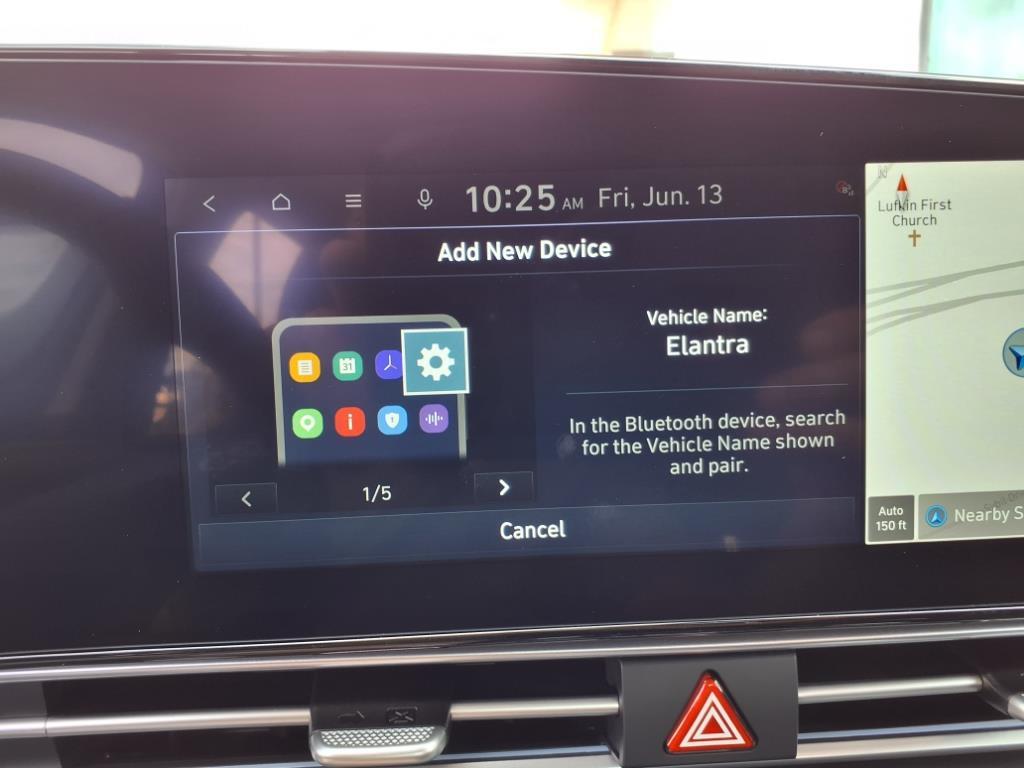 10:25 AM Fri, Jun. 13
Add New Device
31
Vehicle Name:
Elantra
In the Bluetooth device, search
for the Vehicle Name shown
and pair.
1/5
Cancel
N
Lufkin First
Church
Auto
150 ft
Nearby S